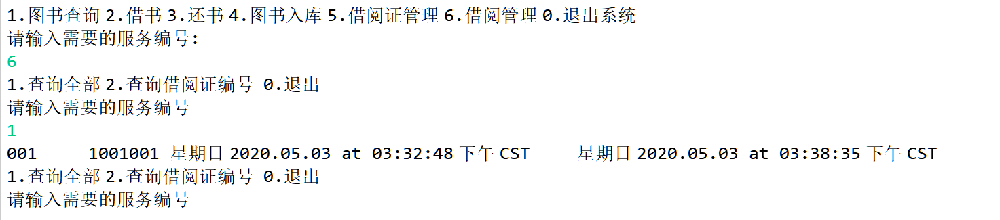 1.图书查询 2.借书 3.还书 4.图书入库 5.借阅证管理 6.借阅管理 0.退出系统
请输入需要的服务编号:
6
1.查询全部 2.查询借阅证编号 0.退出
请输入需要的服务编号
1
001 1001001 星期日 2020.05.03 at 03:32:48 下午 CST 星期日 2020.05.03 at 03:38:35 下午 CST
1.查询全部 2.查询借阅证编号 0.退出
请输入需要的服务编号